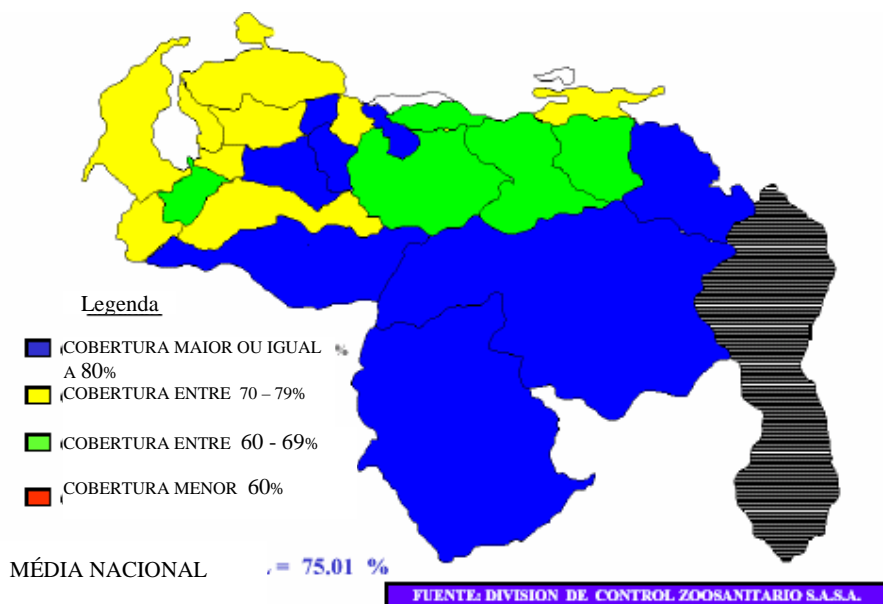 Legenda
COBERTURA MAIOR OU IGUAL %
A 80%
COBERTURA ENTRE 70 – 79%
COBERTURA ENTRE 60 - 69%
COBERTURA MENOR 60%
MÉDIA NACIONAL = 75.01 %
FUENTE: DIVISION DE CONTROL ZOOSANITARIO S.A.S.A.